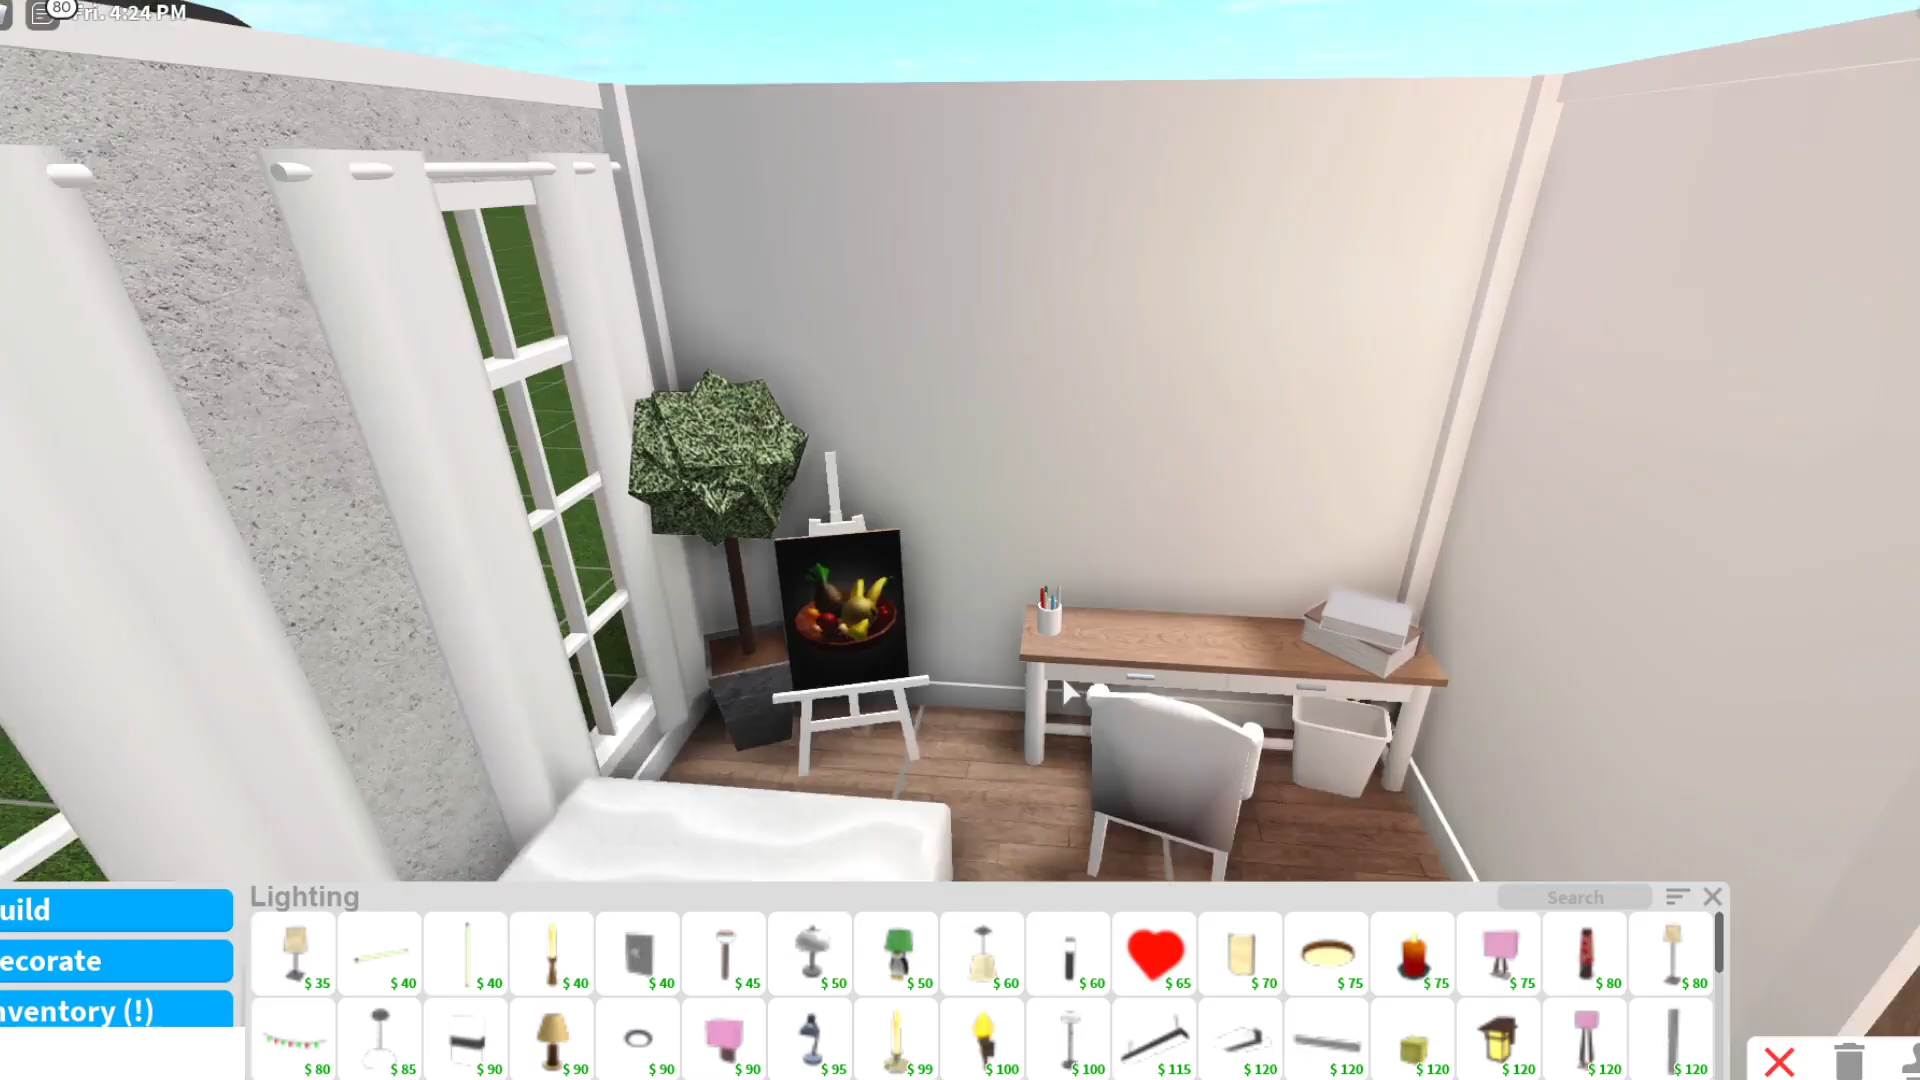 80
Fri. 4:24 PM
uild
ecorate
nventory (!)
Lighting
Search
$ 35 $ 40 $ 40 $ 40 $ 40 $ 45 $ 50 $ 50 $ 60 $ 60 $ 65 $ 70 $ 75 $ 75 $ 75 $ 80 $ 80
$ 80 $ 85 $ 90 $ 90 $ 90 $ 90 $ 95 $ 99 $ 100 $ 100 $ 115 $ 120 $ 120 $ 120 $ 120 $ 120 $ 120